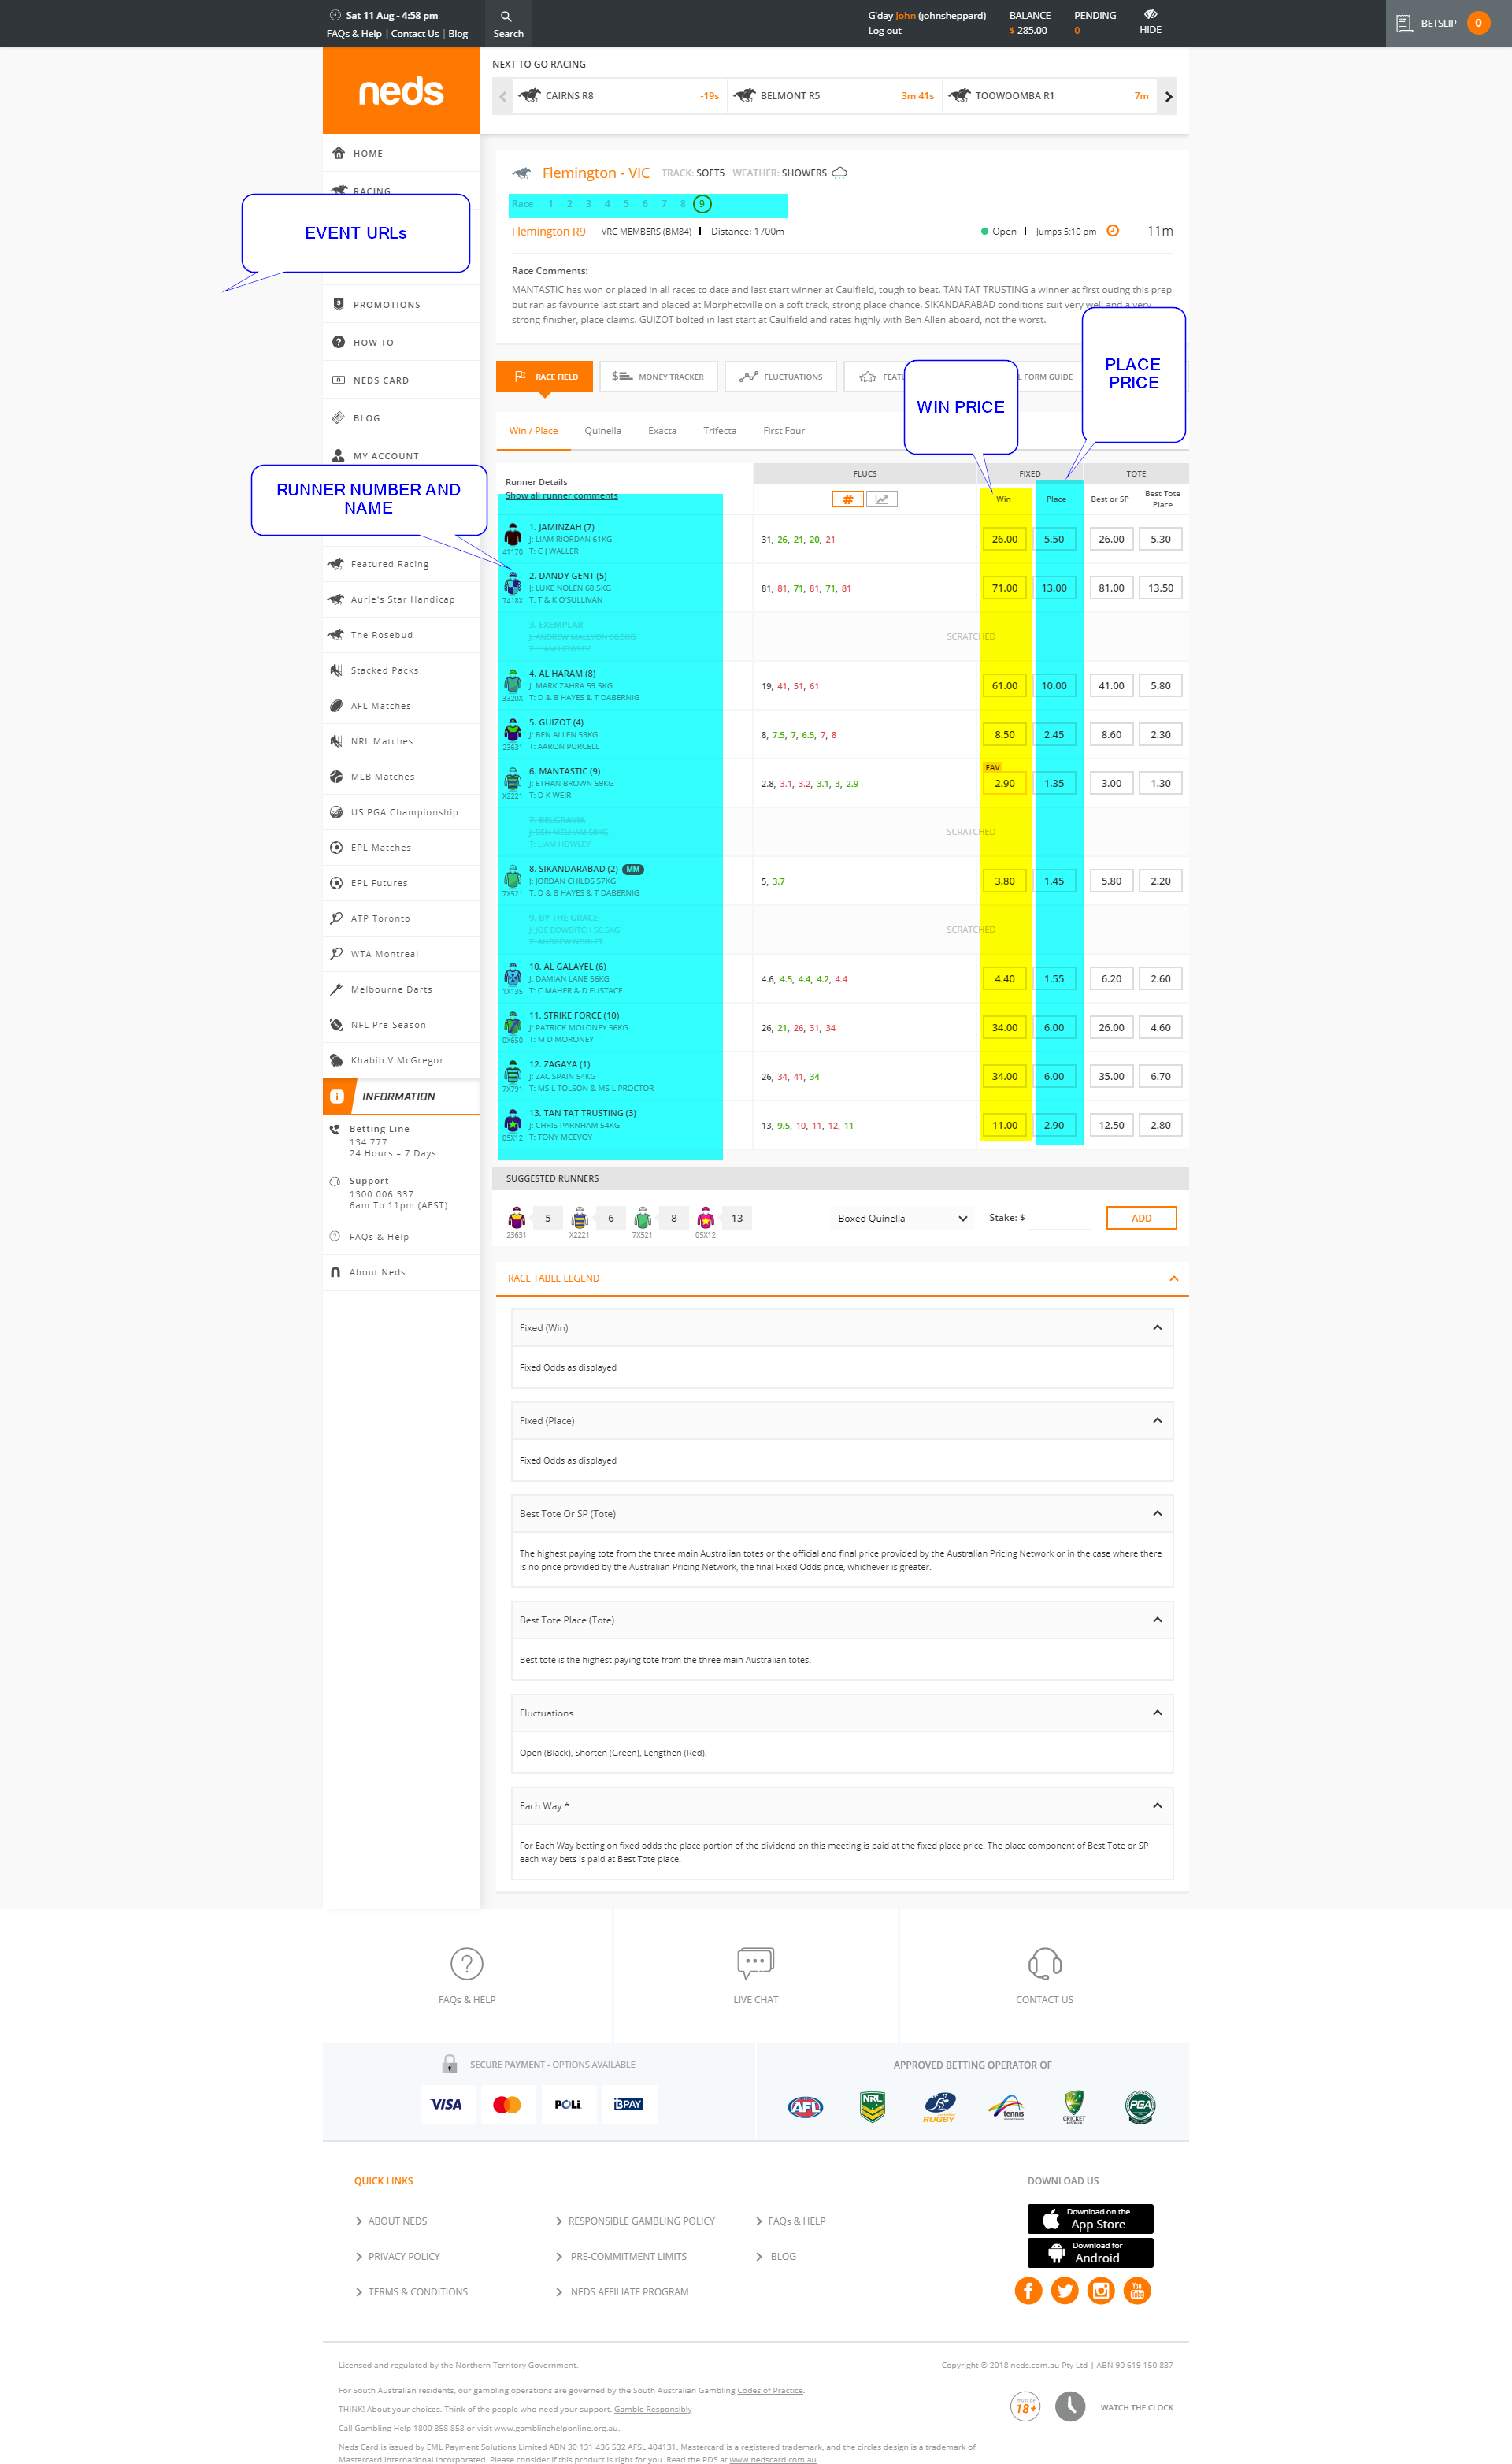 Sat 11 Aug - 4:58 pm
FAQs & Help | Contact Us | Blog
Search
G'day John (johnsheppard)
Log out
BALANCE
$ 285.00
PENDING
0
HIDE
BETSLIP 0
neds
NEXT TO GO RACING
CAIRNS R8 -19s
BELMONT R5 3m 41s
TOOWOOMBA R1 7m
HOME
RACING
EVENT URLs
PROMOTIONS
HOW TO
NEDS CARD
BLOG
MY ACCOUNT
RUNNER NUMBER AND
NAME
Featured Racing
Aurie's Star Handicap
The Rosebud
Stacked Packs
AFL Matches
NRL Matches
MLB Matches
US PGA Championship
EPL Matches
EPL Futures
ATP Toronto
WTA Montreal
Melbourne Darts
NFL Pre-Season
Khabib V McGregor
INFORMATION
Betting Line
134 777
24 Hours – 7 Days
Support
1300 006 337
6am To 11pm (AEST)
FAQs & Help
About Neds
Flemington - VIC TRACK: SOFT5 WEATHER: SHOWERS
Race 1 2 3 4 5 6 7 8 9
Flemington R9 VRC MEMBERS (BM84) Distance: 1700m Open Jumps 5:10 pm 11m
Race Comments:
MANTASTIC has won or placed in all races to date and last start winner at Caulfield, tough to beat. TAN TAT TRUSTING a winner at first outing this prep
but ran as favourite last start and placed at Morphettville on a soft track, strong place chance. SIKANDARABAD conditions suit very well and a very
strong finisher, place claims. GUIZOT bolted in last start at Caulfield and rates highly with Ben Allen aboard, not the worst.
WIN PRICE
PLACE
PRICE
RACE FIELD MONEY TRACKER FLUCTUATIONS FORM GUIDE
Win / Place Quinella Exacta Trifecta First Four
FLUCS FIXED TOTE
Runner Details
Show all runner comments
# Win Place Best or SP Best Tote
Place
1. JAMINZAH (7)
J: LIAM RIORDAN 61KG
41170 T: C J WALLER
31, 26, 21, 20, 21 26.00 5.50 26.00 5.30
2. DANDY GENT (5)
J: LUKE NOLEN 60.5KG
7418X T: T & K O'SULLIVAN
81, 81, 71, 81, 71, 81 71.00 13.00 81.00 13.50
3. EXEMPLAR
J: ANDREW MALLYON 60.5KG
T: LIAM HOWLEY
SCRATCHED
4. AL HARAM (8)
J: MARK ZAHRA 59.5KG
3320X T: D & B HAYES & T DABERNIG
19, 41, 51, 61 61.00 10.00 41.00 5.80
5. GUIZOT (4)
J: BEN ALLEN 59KG
23631 T: AARON PURCELL
8, 7.5, 7, 6.5, 7, 8 8.50 2.45 8.60 2.30
6. MANTASTIC (9)
J: ETHAN BROWN 59KG
X2221 T: D K WEIR
2.8, 3.1, 3.2, 3.1, 3, 2.9 FAV 2.90 1.35 3.00 1.30
7. BELGRAVIA
J: BEN MELHAM 58KG
T: LIAM HOWLEY
SCRATCHED
8. SIKANDARABAD (2) MM
J: JORDAN CHILDS 57KG
7X521 T: D & B HAYES & T DABERNIG
5, 3.7 3.80 1.45 5.80 2.20
9. BY THE GRACE
J: JOE BOWDITCH 56.5KG
T: ANDREW NOBLET
SCRATCHED
10. AL GALAYEL (6)
J: DAMIAN LANE 56KG
1X135 T: C MAHER & D EUSTACE
4.6, 4.5, 4.4, 4.2, 4.4 4.40 1.55 6.20 2.60
11. STRIKE FORCE (10)
J: PATRICK MOLONEY 56KG
0X650 T: M D MORONEY
26, 21, 26, 31, 34 34.00 6.00 26.00 4.60
12. ZAGAYA (1)
J: ZAC SPAIN 54KG
7X791 T: MS L TOLSON & MS L PROCTOR
26, 34, 41, 34 34.00 6.00 35.00 6.70
13. TAN TAT TRUSTING (3)
J: CHRIS PARNHAM 54KG
05X12 T: TONY MCEVOY
13, 9.5, 10, 11, 12, 11 11.00 2.90 12.50 2.80
SUGGESTED RUNNERS
5 6 8 13 Boxed Quinella Stake: $ ADD
23631 X2221 7X521 05X12
RACE TABLE LEGEND
Fixed (Win)
Fixed Odds as displayed
Fixed (Place)
Fixed Odds as displayed
Best Tote Or SP (Tote)
The highest paying tote from the three main Australian totes or the official and final price provided by the Australian Pricing Network or in the case where there
is no price provided by the Australian Pricing Network, the final Fixed Odds price, whichever is greater.
Best Tote Place (Tote)
Best tote is the highest paying tote from the three main Australian totes.
Fluctuations
Open (Black), Shorten (Green), Lengthen (Red).
Each Way *
For Each Way betting on fixed odds the place portion of the dividend on this meeting is paid at the fixed place price. The place component of Best Tote or SP
each way bets is paid at Best Tote place.
FAQs & HELP
LIVE CHAT
CONTACT US
SECURE PAYMENT - OPTIONS AVAILABLE
VISA MasterCard POLi BPAY
APPROVED BETTING OPERATOR OF
AFL NRL RUGBY tennis CRICKET PGA
QUICK LINKS
ABOUT NEDS
RESPONSIBLE GAMBLING POLICY
FAQs & HELP
PRIVACY POLICY
PRE-COMMITMENT LIMITS
BLOG
TERMS & CONDITIONS
NEDS AFFILIATE PROGRAM
DOWNLOAD US
Download on the
App Store
Download for
Android
You
Tube
Licensed and regulated by the Northern Territory Government.
Copyright © 2018 neds.com.au Pty Ltd | ABN 90 619 150 837
For South Australian residents, our gambling operations are governed by the South Australian Gambling Codes of Practice.
THINK! About your choices. Think of the people who need your support. Gamble Responsibly
Call Gambling Help 1800 858 858 or visit www.gamblinghelponline.org.au.
18+ WATCH THE CLOCK
Neds Card is issued by EML Payment Solutions Limited ABN 30 131 436 532 AFSL 404131. Mastercard is a registered trademark, and the circles design is a trademark of
Mastercard International Incorporated. Please consider if this product is right for you. Read the PDS at www.nedscard.com.au.